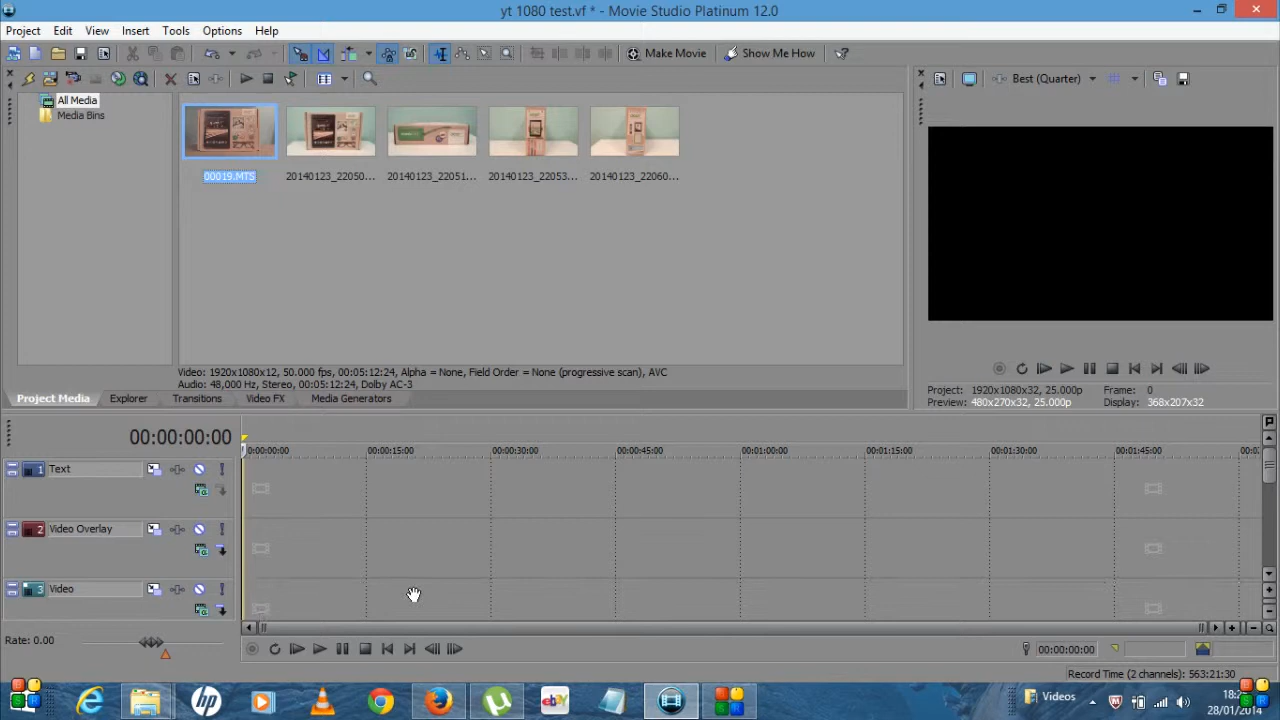 yt 1080 test.vf * - Movie Studio Platinum 12.0
Project Edit View Insert Tools Options Help
Make Movie Show Me How
All Media
Media Bins
Best (Quarter)
00019.MTS 20140123_22050... 20140123_22051... 20140123_22053... 20140123_22060...
Video: 1920x1080x12, 50.000 fps, 00:05:12:24, Alpha = None, Field Order = None (progressive scan), AVC
Audio: 48,000 Hz, Stereo, 00:05:12:24, Dolby AC-3
Project Media Explorer Transitions Video FX Media Generators
Project: 1920x1080x32, 25.000p Frame: 0
Preview: 480x270x32, 25.000p Display: 368x207x32
00:00:00:00
0:00:00:00 00:00:15:00 00:00:30:00 00:00:45:00 00:01:00:00 00:01:15:00 00:01:30:00 00:01:45:00
1 Text
2 Video Overlay
3 Video
Rate: 0.00
00:00:00:00
Record Time (2 channels): 563:21:30
Videos
28/01/2014